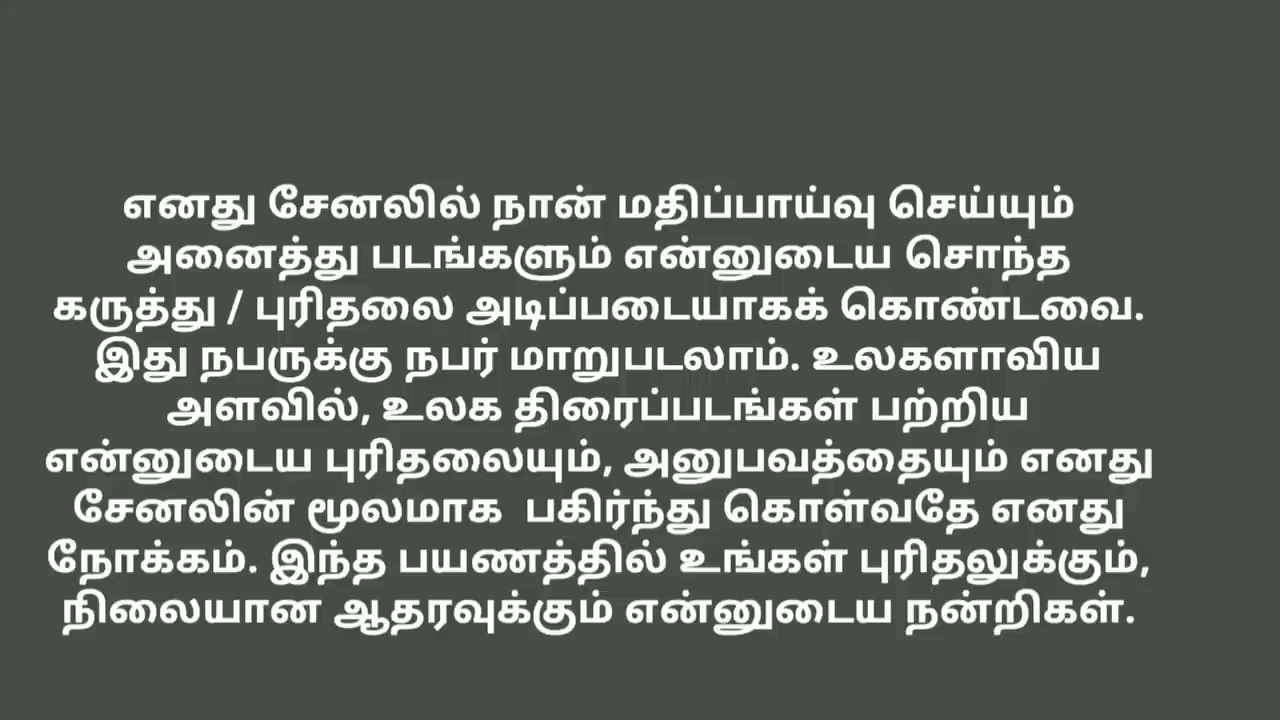 எனது சேனலில் நான் மதிப்பாய்வு செய்யும்
அனைத்து படங்களும் என்னுடைய சொந்த
கருத்து / புரிதலை அடிப்படையாகக் கொண்டவை.
இது நபருக்கு நபர் மாறுபடலாம். உலகளாவிய
அளவில், உலக திரைப்படங்கள் பற்றிய
என்னுடைய புரிதலையும், அனுபவத்தையும் எனது
சேனலின் மூலமாக பகிர்ந்து கொள்வதே எனது
நோக்கம். இந்த பயணத்தில் உங்கள் புரிதலுக்கும்,
நிலையான ஆதரவுக்கும் என்னுடைய நன்றிகள்.